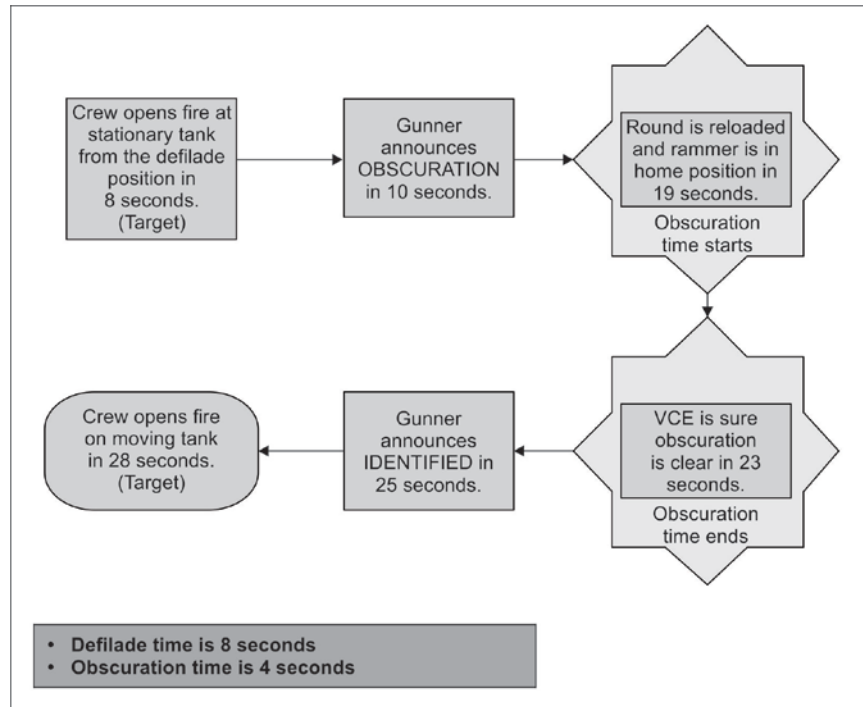 Crew opens fire at
stationary tank
from the defilade
position in
8 seconds.
(Target)
Gunner
announces
OBSCURATION
in 10 seconds.
Round is reloaded
and rammer is in
home position in
19 seconds.
Obscuration
time starts
VCE is sure
obscuration
is clear in 23
seconds.
Obscuration
time ends
Gunner
announces
IDENTIFIED in
25 seconds.
Crew opens fire
on moving tank
in 28 seconds.
(Target)
• Defilade time is 8 seconds
• Obscuration time is 4 seconds